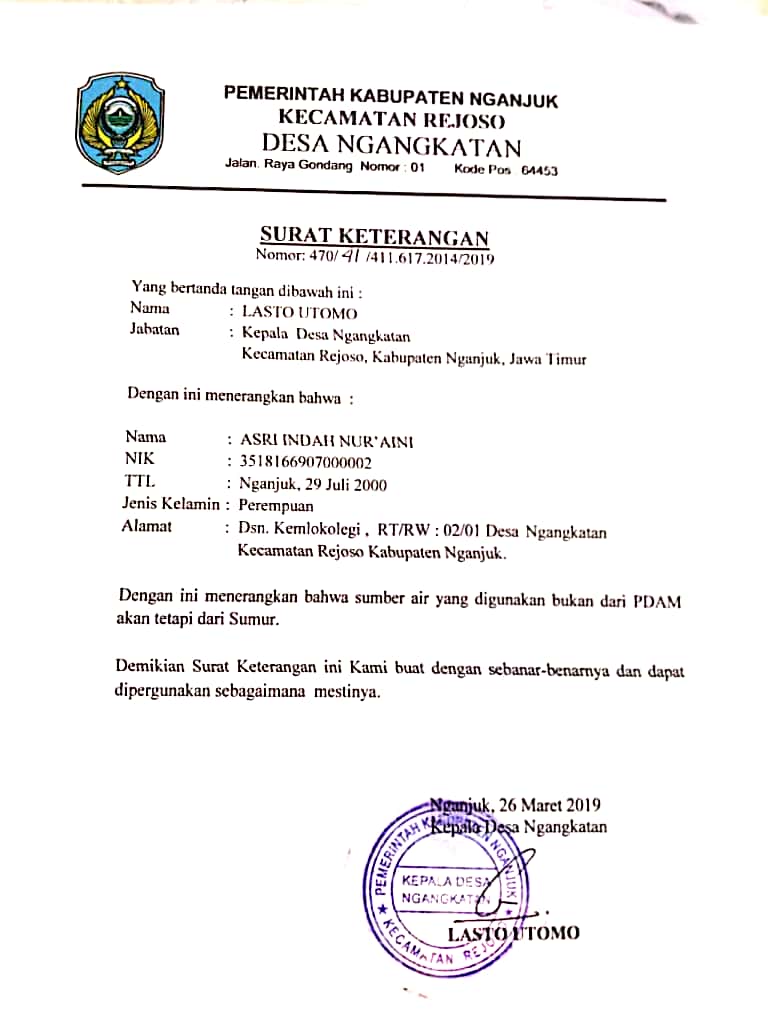 PEMERINTAH KABUPATEN NGANJUK
KECAMATAN REJOSO
DESA NGANGKATAN
Jalan. Raya Gondang Nomor : 01 Kode Pos 64453
SURAT KETERANGAN
Nomor: 470/ 41 /411.617.2014/2019
Yang bertanda tangan dibawah ini :
Nama : LASTO UTOMO
Jabatan : Kepala Desa Ngangkatan
Kecamatan Rejoso, Kabupaten Nganjuk, Jawa Timur
Dengan ini menerangkan bahwa :
Nama : ASRI INDAH NUR'AINI
NIK : 3518166907000002
TTL : Nganjuk, 29 Juli 2000
Jenis Kelamin : Perempuan
Alamat : Dsn. Kemlokolegi , RT/RW : 02/01 Desa Ngangkatan
Kecamatan Rejoso Kabupaten Nganjuk.
Dengan ini menerangkan bahwa sumber air yang digunakan bukan dari PDAM
akan tetapi dari Sumur.
Demikian Surat Keterangan ini Kami buat dengan sebanar-benarnya dan dapat
dipergunakan sebagaimana mestinya.
Nganjuk, 26 Maret 2019
Kepala Desa Ngangkatan
PEMERINTAH KABUPATEN NGANJUK
KEPALA DESA
NGANGKATAN
KECAMATAN REJOSO
LASTO UTOMO